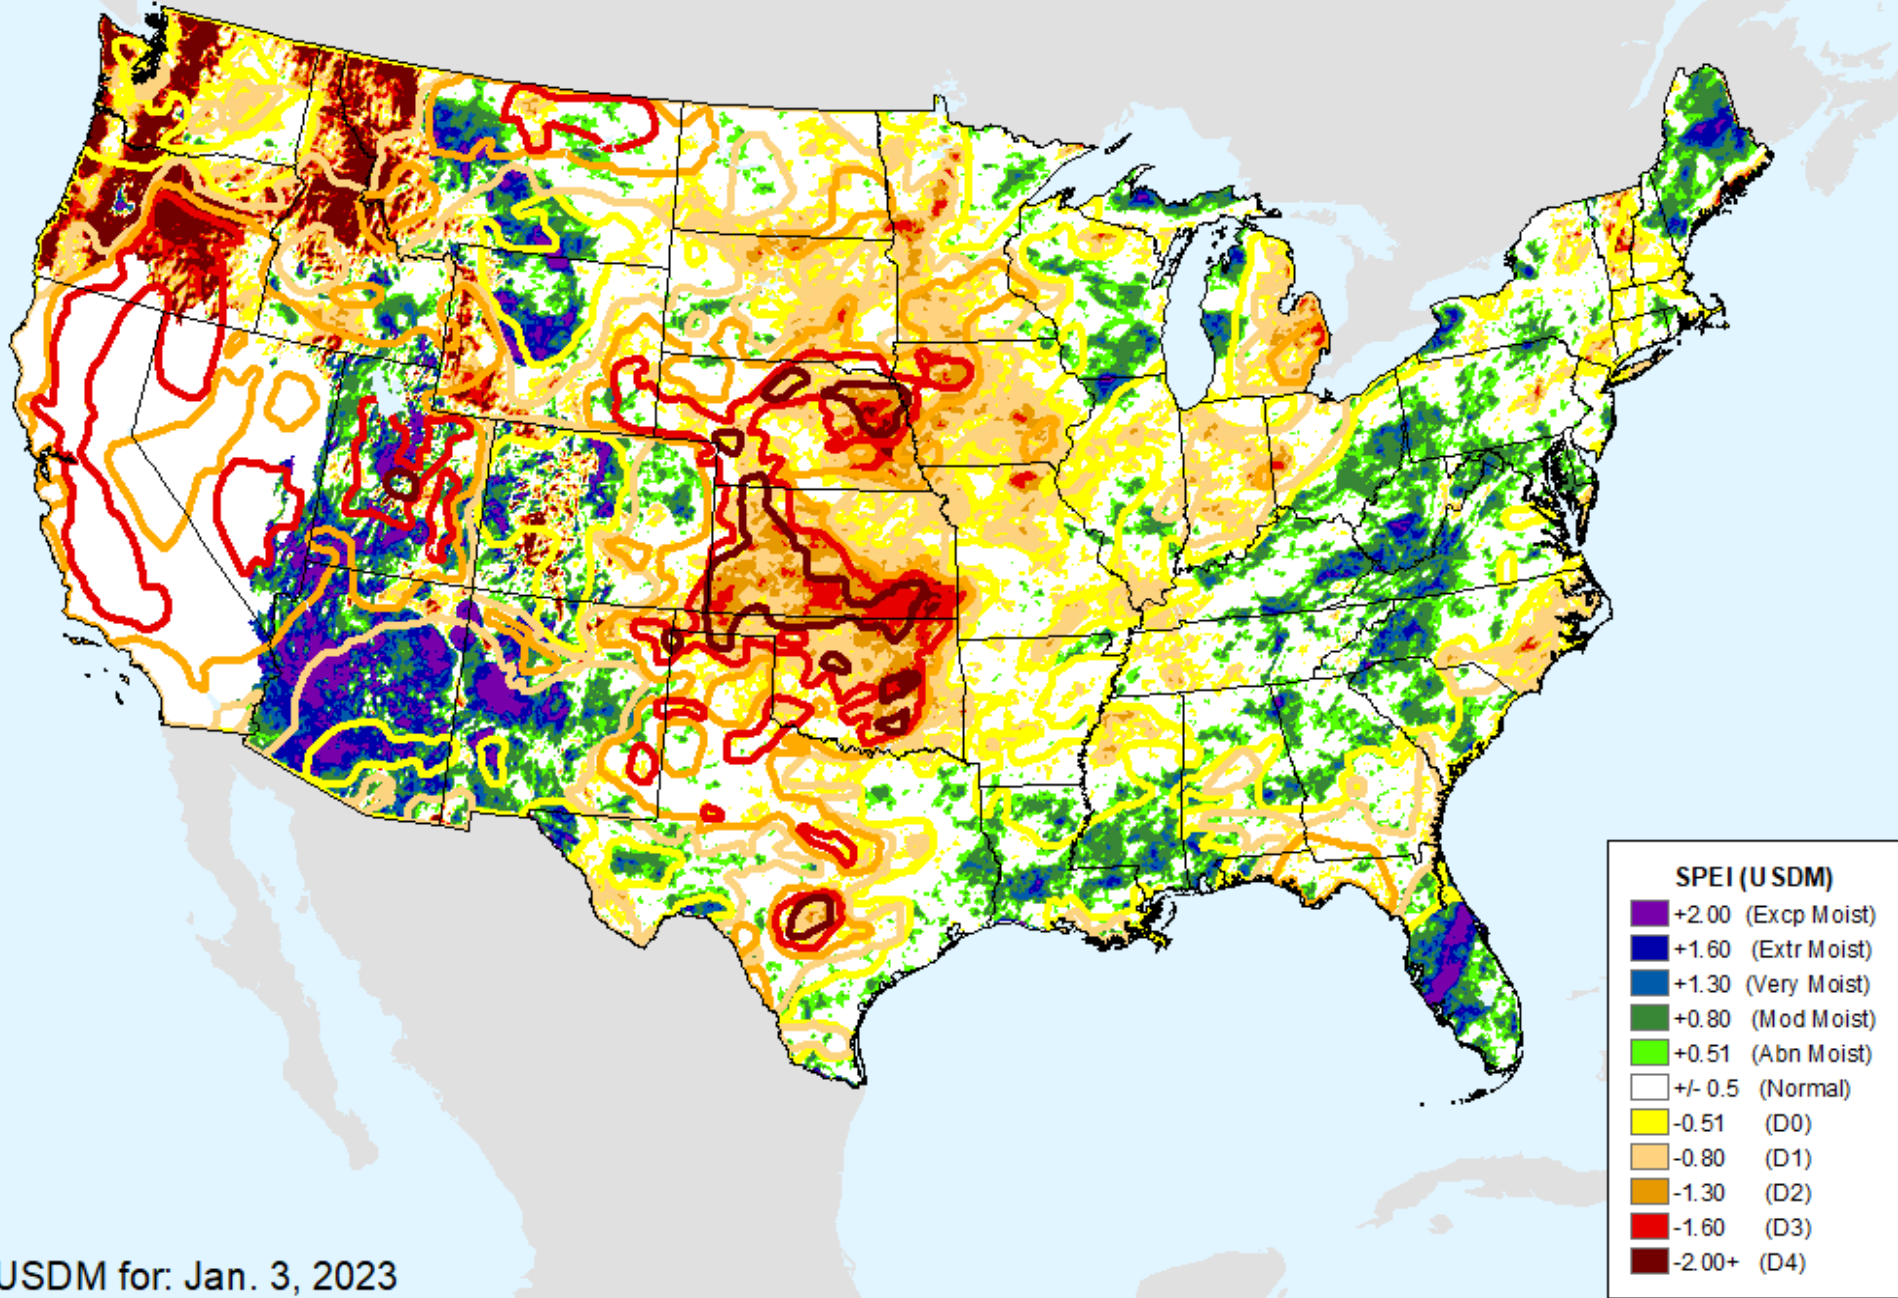 SPEI (USDM)
+2.00 (Excp Moist)
+1.60 (Extr Moist)
+1.30 (Very Moist)
+0.80 (Mod Moist)
+0.51 (Abn Moist)
+/- 0.5 (Normal)
-0.51 (D0)
-0.80 (D1)
-1.30 (D2)
-1.60 (D3)
-2.00+ (D4)
USDM for: Jan. 3, 2023